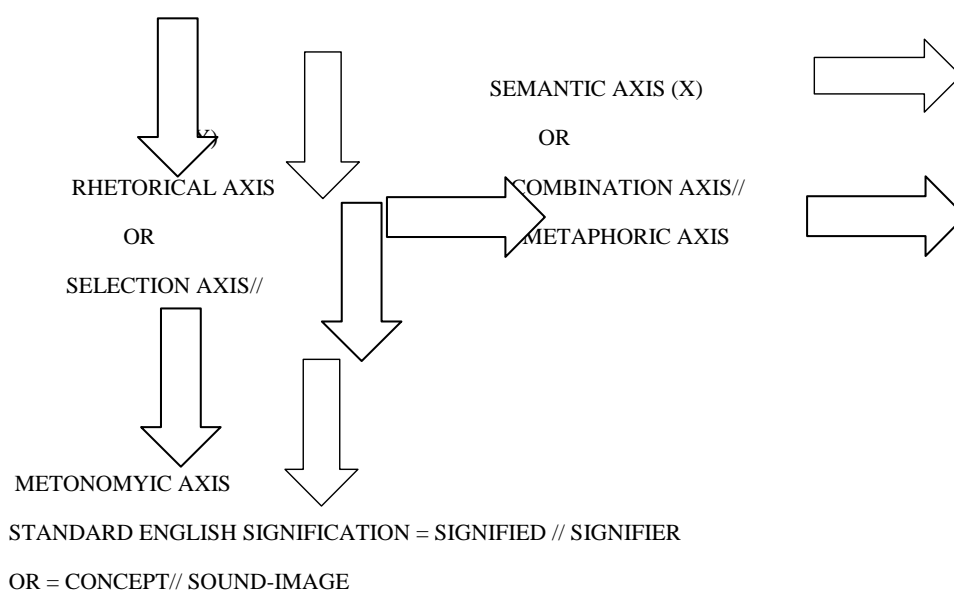 SEMANTIC AXIS (X)
OR
RHETORICAL AXIS
COMBINATION AXIS//
OR
METAPHORIC AXIS
SELECTION AXIS//
METONOMYIC AXIS
STANDARD ENGLISH SIGNIFICATION = SIGNIFIED // SIGNIFIER
OR = CONCEPT// SOUND-IMAGE